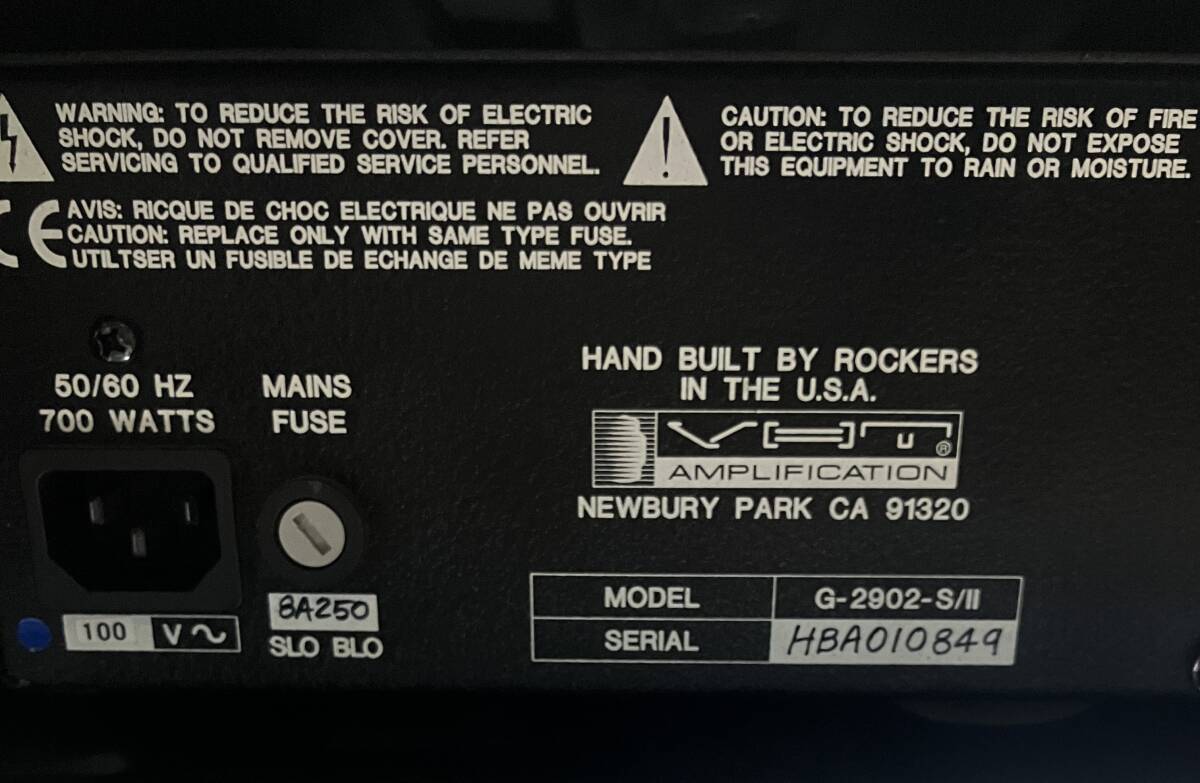 WARNING: TO REDUCE THE RISK OF ELECTRIC
SHOCK, DO NOT REMOVE COVER. REFER
SERVICING TO QUALIFIED SERVICE PERSONNEL.
CAUTION: TO REDUCE THE RISK OF FIRE
OR ELECTRIC SHOCK, DO NOT EXPOSE
THIS EQUIPMENT TO RAIN OR MOISTURE.
CE
AVIS: RICQUE DE CHOC ELECTRIQUE NE PAS OUVRIR
CAUTION: REPLACE ONLY WITH SAME TYPE FUSE.
UTILTSER UN FUSIBLE DE ECHANGE DE MEME TYPE
50/60 HZ
700 WATTS
MAINS
FUSE
100 V~
8A250
SLO BLO
HAND BUILT BY ROCKERS
IN THE U.S.A.
VHT U ®
AMPLIFICATION
NEWBURY PARK CA 91320
MODEL G-2902-S/II
SERIAL HBA010849